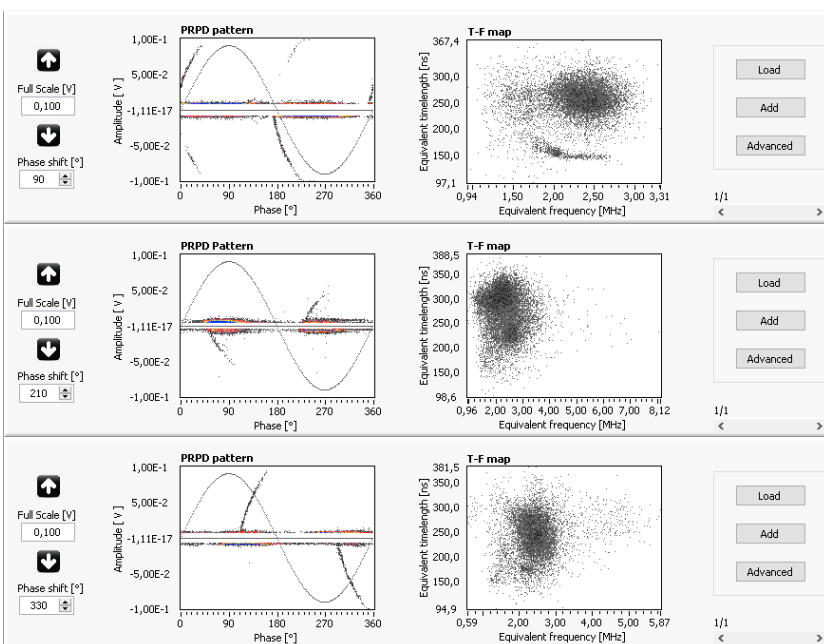 PRPD pattern
T-F map
Full Scale [V]
0,100
Phase shift [°]
90
Amplitude [ V ]
1,00E-1
5,00E-2
-1,11E-17
-5,00E-2
-1,00E-1
0 90 180 270 360
Phase [°]
Equivalent timelength [ns]
367,4
300,0
250,0
200,0
150,0
97,1
0,94 1,50 2,00 2,50 3,00 3,31
Equivalent frequency [MHz]
Load
Add
Advanced
1/1
PRPD Pattern
T-F map
Full Scale [V]
0,100
Phase shift [°]
210
Amplitude [ V ]
1,00E-1
5,00E-2
-1,11E-17
-5,00E-2
-1,00E-1
0 90 180 270 360
Phase [°]
Equivalent timelength [ns]
388,5
350,0
300,0
250,0
200,0
150,0
98,6
0,96 2,00 3,00 4,00 5,00 6,00 7,00 8,12
Equivalent frequency [MHz]
Load
Add
Advanced
1/1
PRPD pattern
T-F map
Full Scale [V]
0,100
Phase shift [°]
330
Amplitude [ V ]
1,00E-1
5,00E-2
-1,11E-17
-5,00E-2
-1,00E-1
0 90 180 270 360
Phase [°]
Equivalent timelength [ns]
381,5
350,0
300,0
250,0
200,0
150,0
94,9
0,59 2,00 3,00 4,00 5,00 5,87
Equivalent frequency [MHz]
Load
Add
Advanced
1/1